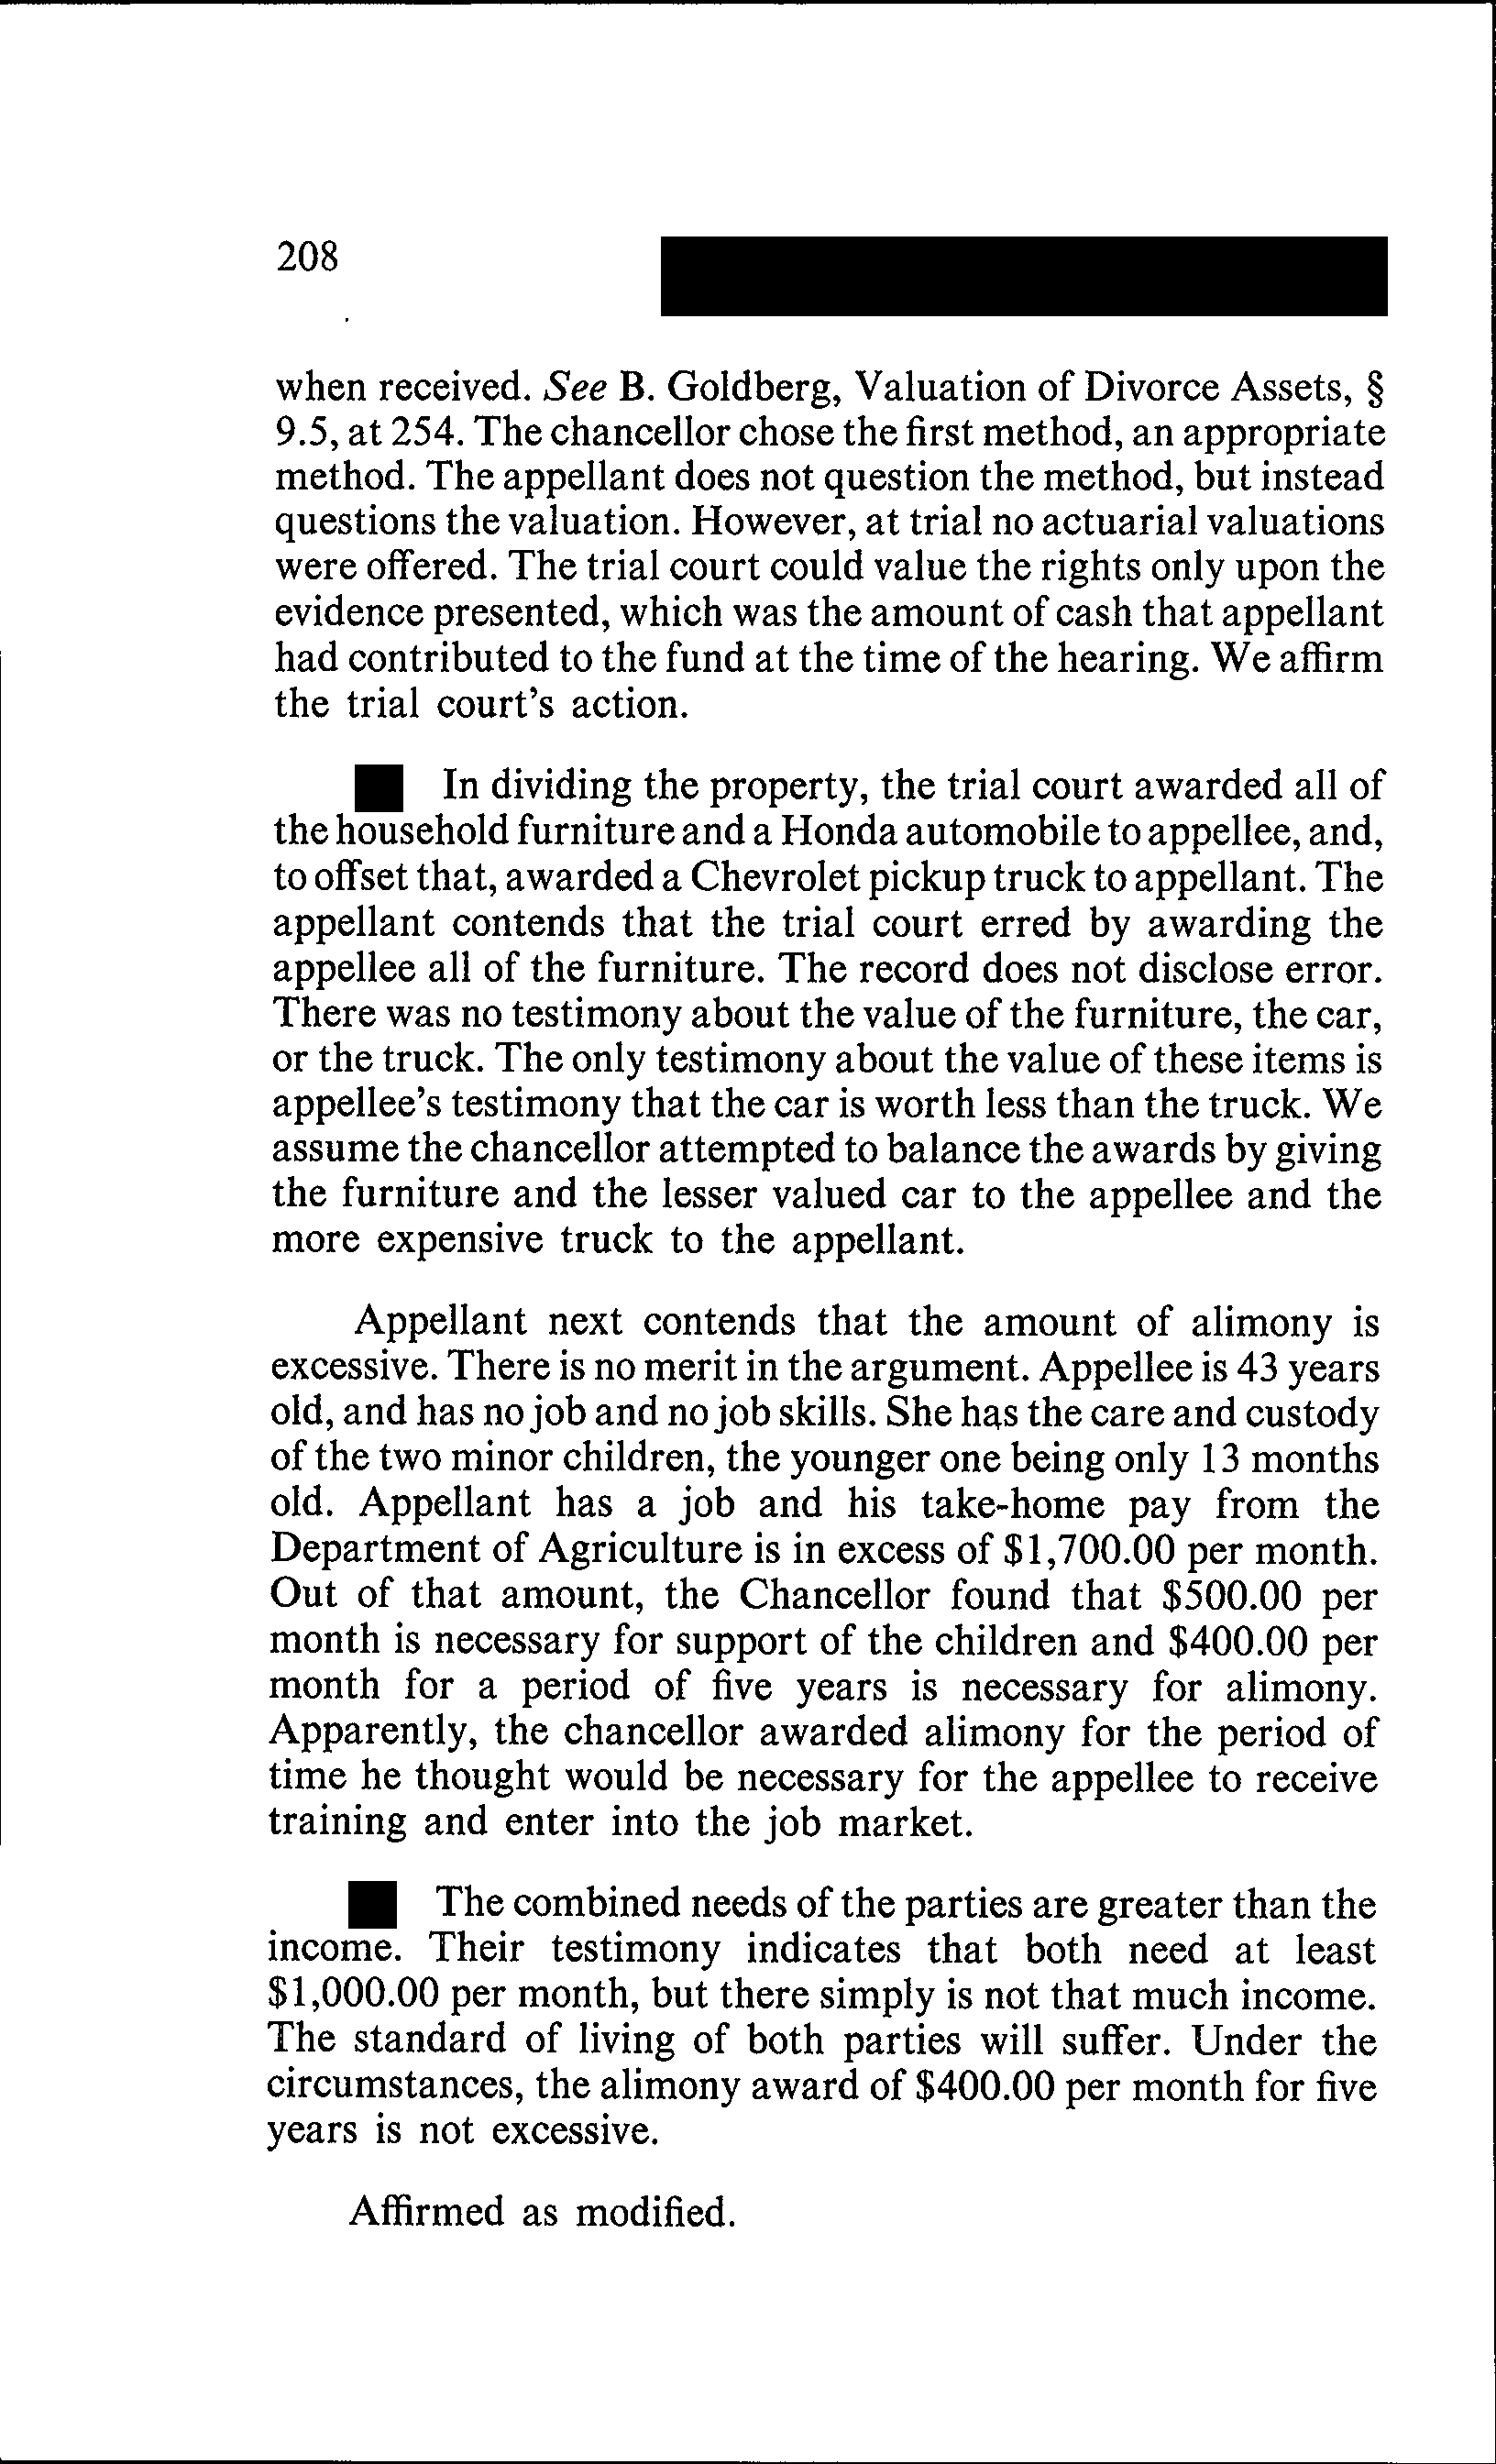 208
when received. See B. Goldberg, Valuation of Divorce Assets, §
9.5, at 254. The chancellor chose the first method, an appropriate
method. The appellant does not question the method, but instead
questions the valuation. However, at trial no actuarial valuations
were offered. The trial court could value the rights only upon the
evidence presented, which was the amount of cash that appellant
had contributed to the fund at the time of the hearing. We affirm
the trial court's action.
In dividing the property, the trial court awarded all of
the household furniture and a Honda automobile to appellee, and,
to offset that, awarded a Chevrolet pickup truck to appellant. The
appellant contends that the trial court erred by awarding the
appellee all of the furniture. The record does not disclose error.
There was no testimony about the value of the furniture, the car,
or the truck. The only testimony about the value of these items is
appellee's testimony that the car is worth less than the truck. We
assume the chancellor attempted to balance the awards by giving
the furniture and the lesser valued car to the appellee and the
more expensive truck to the appellant.
Appellant next contends that the amount of alimony is
excessive. There is no merit in the argument. Appellee is 43 years
old, and has no job and no job skills. She has the care and custody
of the two minor children, the younger one being only 13 months
old. Appellant has a job and his take-home pay from the
Department of Agriculture is in excess of $1,700.00 per month.
Out of that amount, the Chancellor found that $500.00 per
month is necessary for support of the children and $400.00 per
month for a period of five years is necessary for alimony.
Apparently, the chancellor awarded alimony for the period of
time he thought would be necessary for the appellee to receive
training and enter into the job market.
The combined needs of the parties are greater than the
income. Their testimony indicates that both need at least
$1,000.00 per month, but there simply is not that much income.
The standard of living of both parties will suffer. Under the
circumstances, the alimony award of $400.00 per month for five
years is not excessive.
Affirmed as modified.